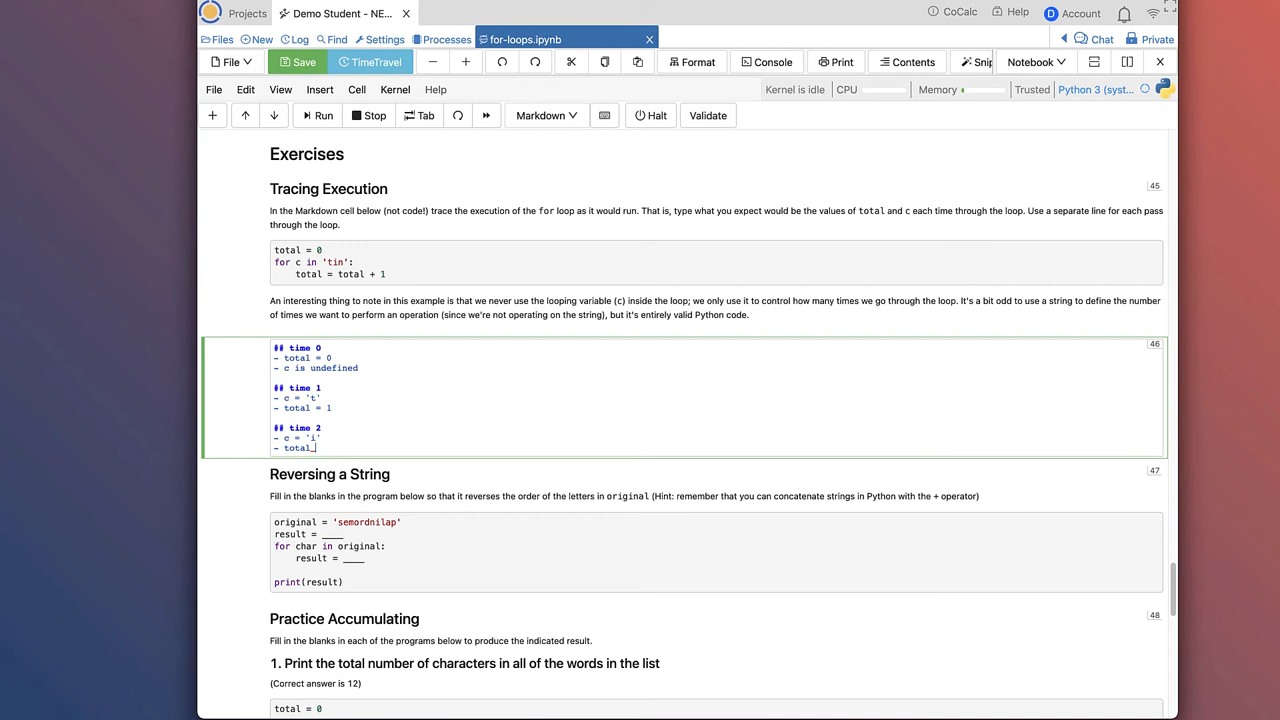 Projects
Demo Student - NE...
CoCalc
Help
Account
Files
New
Log
Find
Settings
Processes
for-loops.ipynb
Chat
Private
File
Save
TimeTravel
Format
Console
Print
Contents
Snip
Notebook
File Edit View Insert Cell Kernel Help
Kernel is idle
CPU
Memory
Trusted
Python 3 (syst...
Run
Stop
Tab
Markdown
Halt
Validate
Exercises
Tracing Execution
45
In the Markdown cell below (not code!) trace the execution of the for loop as it would run. That is, type what you expect would be the values of total and c each time through the loop. Use a separate line for each pass
through the loop.
total = 0
for c in 'tin':
    total = total + 1
An interesting thing to note in this example is that we never use the looping variable (c) inside the loop; we only use it to control how many times we go through the loop. It's a bit odd to use a string to define the number
of times we want to perform an operation (since we're not operating on the string), but it's entirely valid Python code.
46
## time 0
- total = 0
- c is undefined
## time 1
- c = 't'
- total = 1
## time 2
- c = 'i'
- total_
Reversing a String
47
Fill in the blanks in the program below so that it reverses the order of the letters in original (Hint: remember that you can concatenate strings in Python with the + operator)
original = 'semordnilap'
result = ____
for char in original:
    result = ____
print(result)
Practice Accumulating
48
Fill in the blanks in each of the programs below to produce the indicated result.
1. Print the total number of characters in all of the words in the list
(Correct answer is 12)
total = 0